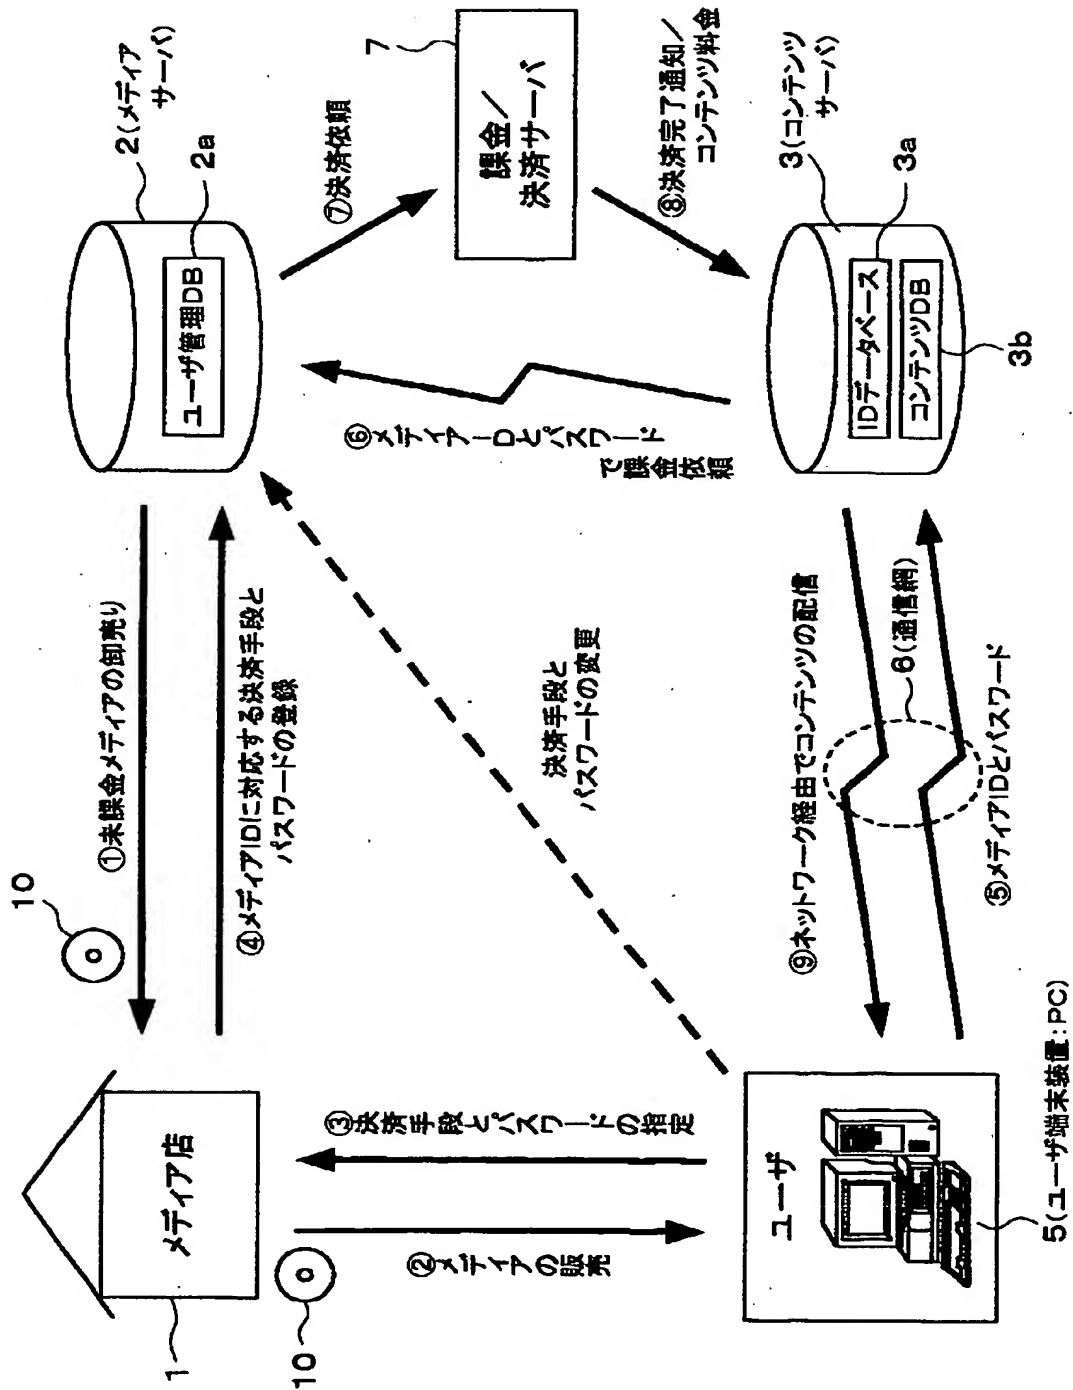 10
①未課金メディアの卸売り
2(メディア
サーバ)
2a
ユーザ管理DB
④メディアIDに対応する決済手段と
パスワードの登録
1
メディア店
10
②メディアの販売
③決済手段とパスワードの指定
決済手段と
パスワードの変更
⑥メディアーDとパスワード
で課金依頼
⑦決済依頼
7
課金/
決済サーバ
⑧決済完了通知/
コンテンツ料金
3(コンテンツ
サーバ)
3a
IDデータベース
コンテンツDB
3b
⑨ネットワーク経由でコンテンツの配信
6(通信網)
⑤メディアIDとパスワード
ユーザ
5(ユーザ端末装置:PC)